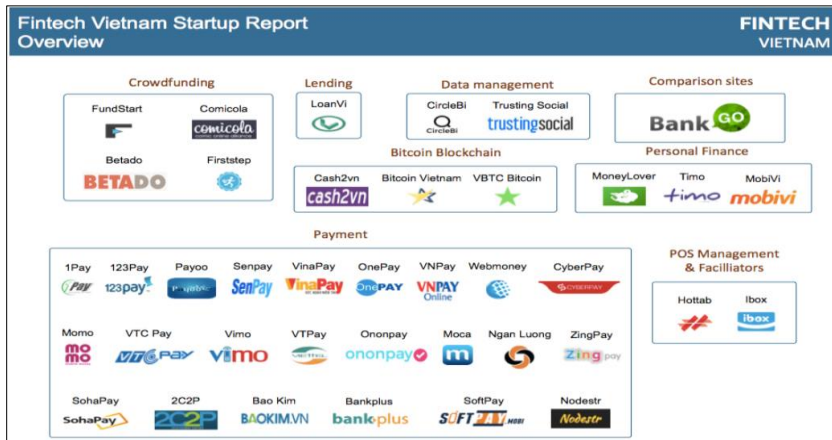 Fintech Vietnam Startup Report
Overview
FINTECH
VIETNAM
Crowdfunding
FundStart Comicola
comicola
Betado Firststep
BETADO
Lending
LoanVi
Data management
CircleBi Trusting Social
CircleBi trustingsocial
Comparison sites
Bank GO
Bitcoin Blockchain
Cash2vn Bitcoin Vietnam VBTC Bitcoin
cash2vn
Personal Finance
MoneyLover Timo MobiVi
timo mobivi
Payment
1Pay 123Pay Payoo Senpay VinaPay OnePay VNPay Webmoney CyberPay
1Pay 123pay Payoo SenPay VinaPay OnePAY VNPAY CYBERPAY
Online
Momo VTC Pay Vimo VTPay Ononpay Moca Ngan Luong ZingPay
mo VTC PAY vimo viettel ononpay m Zing pay
mo
SohaPay 2C2P Bao Kim Bankplus SoftPay Nodestr
SohaPay 2C2P BAOKIM.VN bankplus SOFTPAY.MOBI Nodestr
POS Management
& Facilliators
Hottab Ibox
ibox